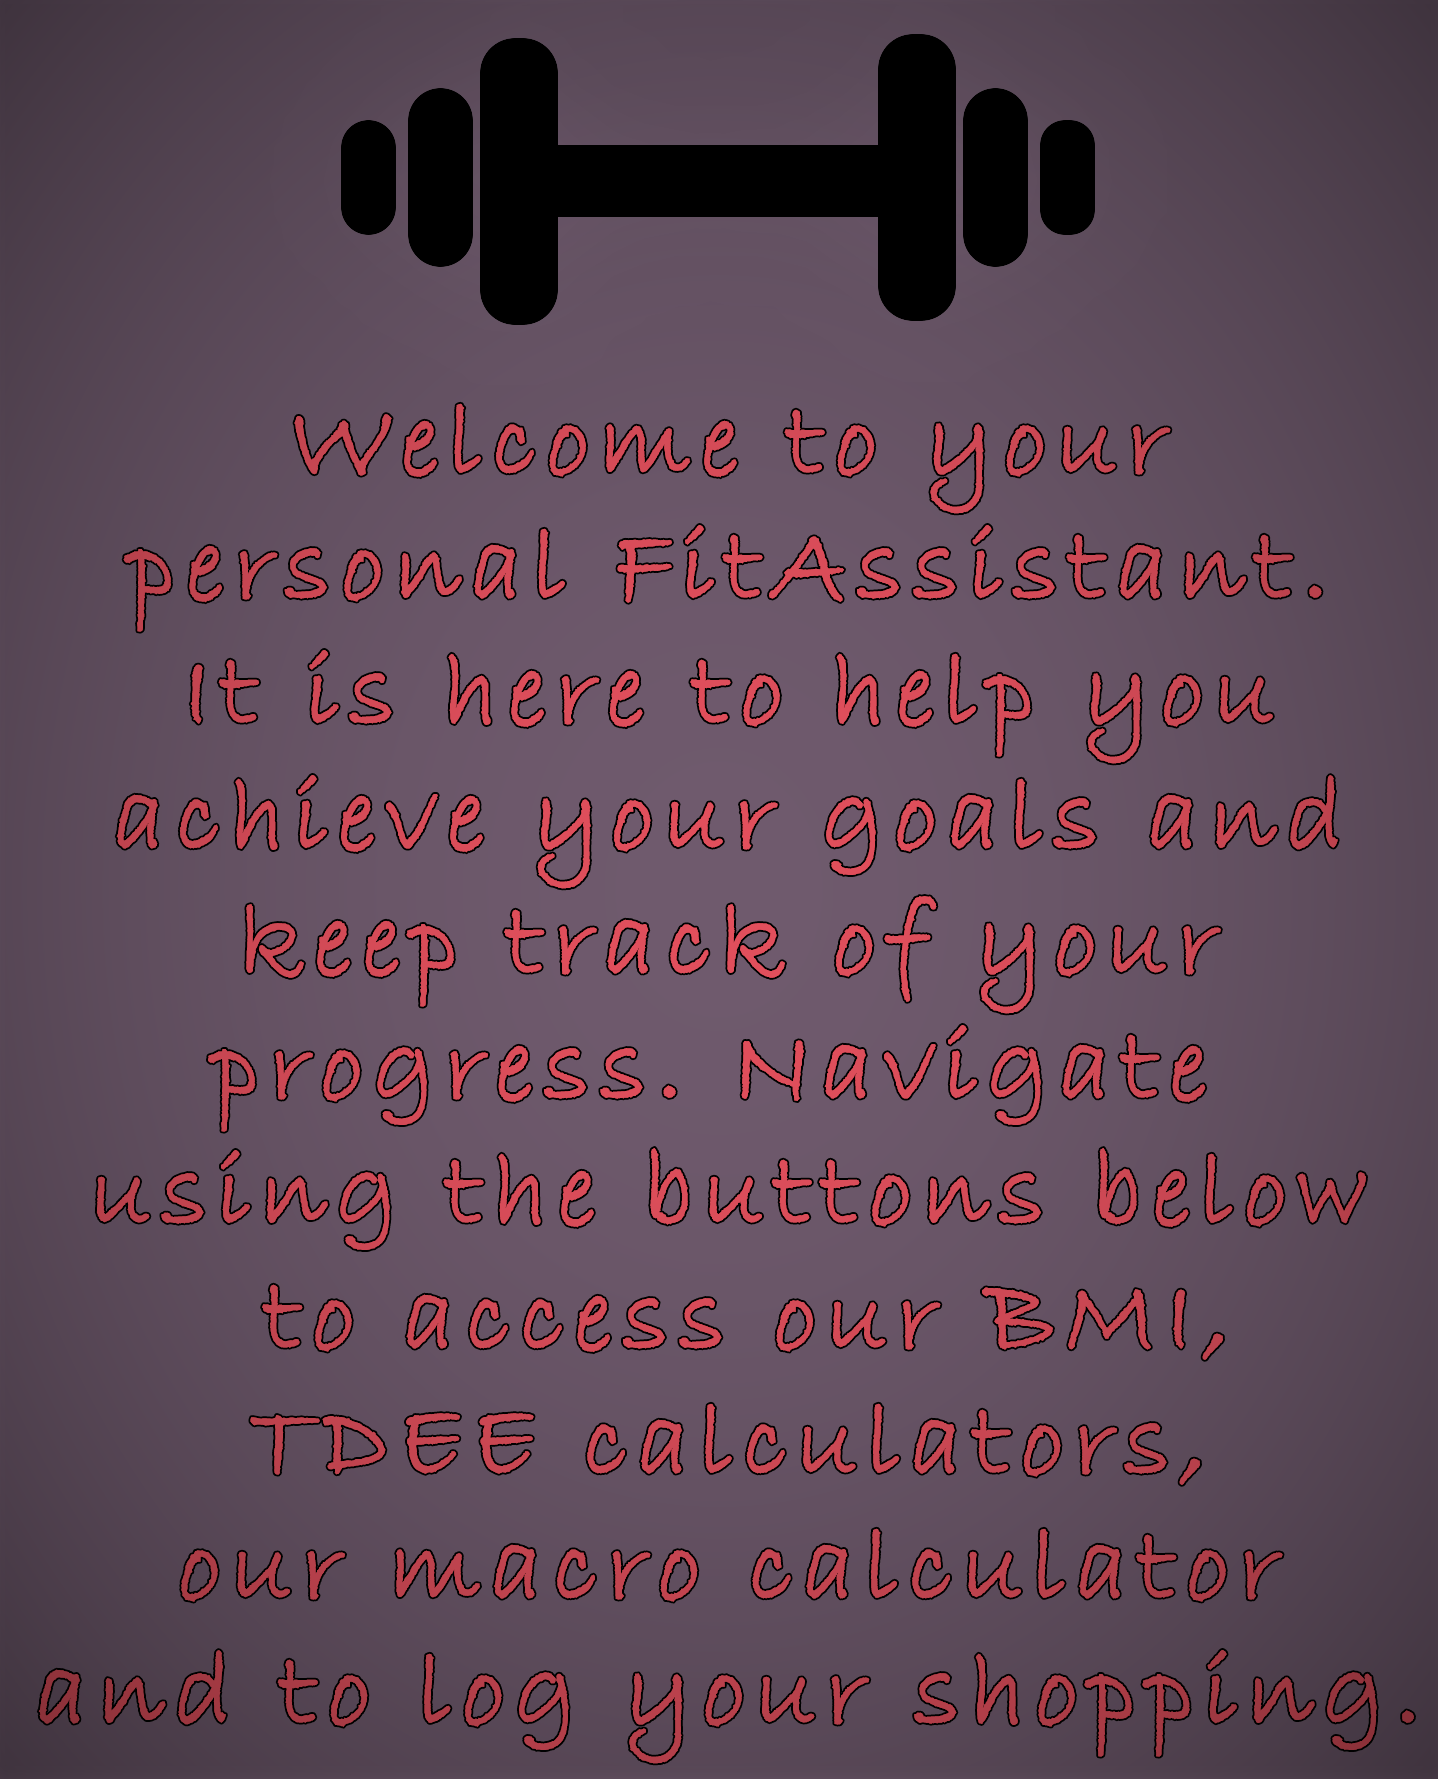 Welcome to your
personal FitAssistant.
It is here to help you
achieve your goals and
keep track of your
progress. Navigate
using the buttons below
to access our BMI,
TDEE calculators,
our macro calculator
and to log your shopping.